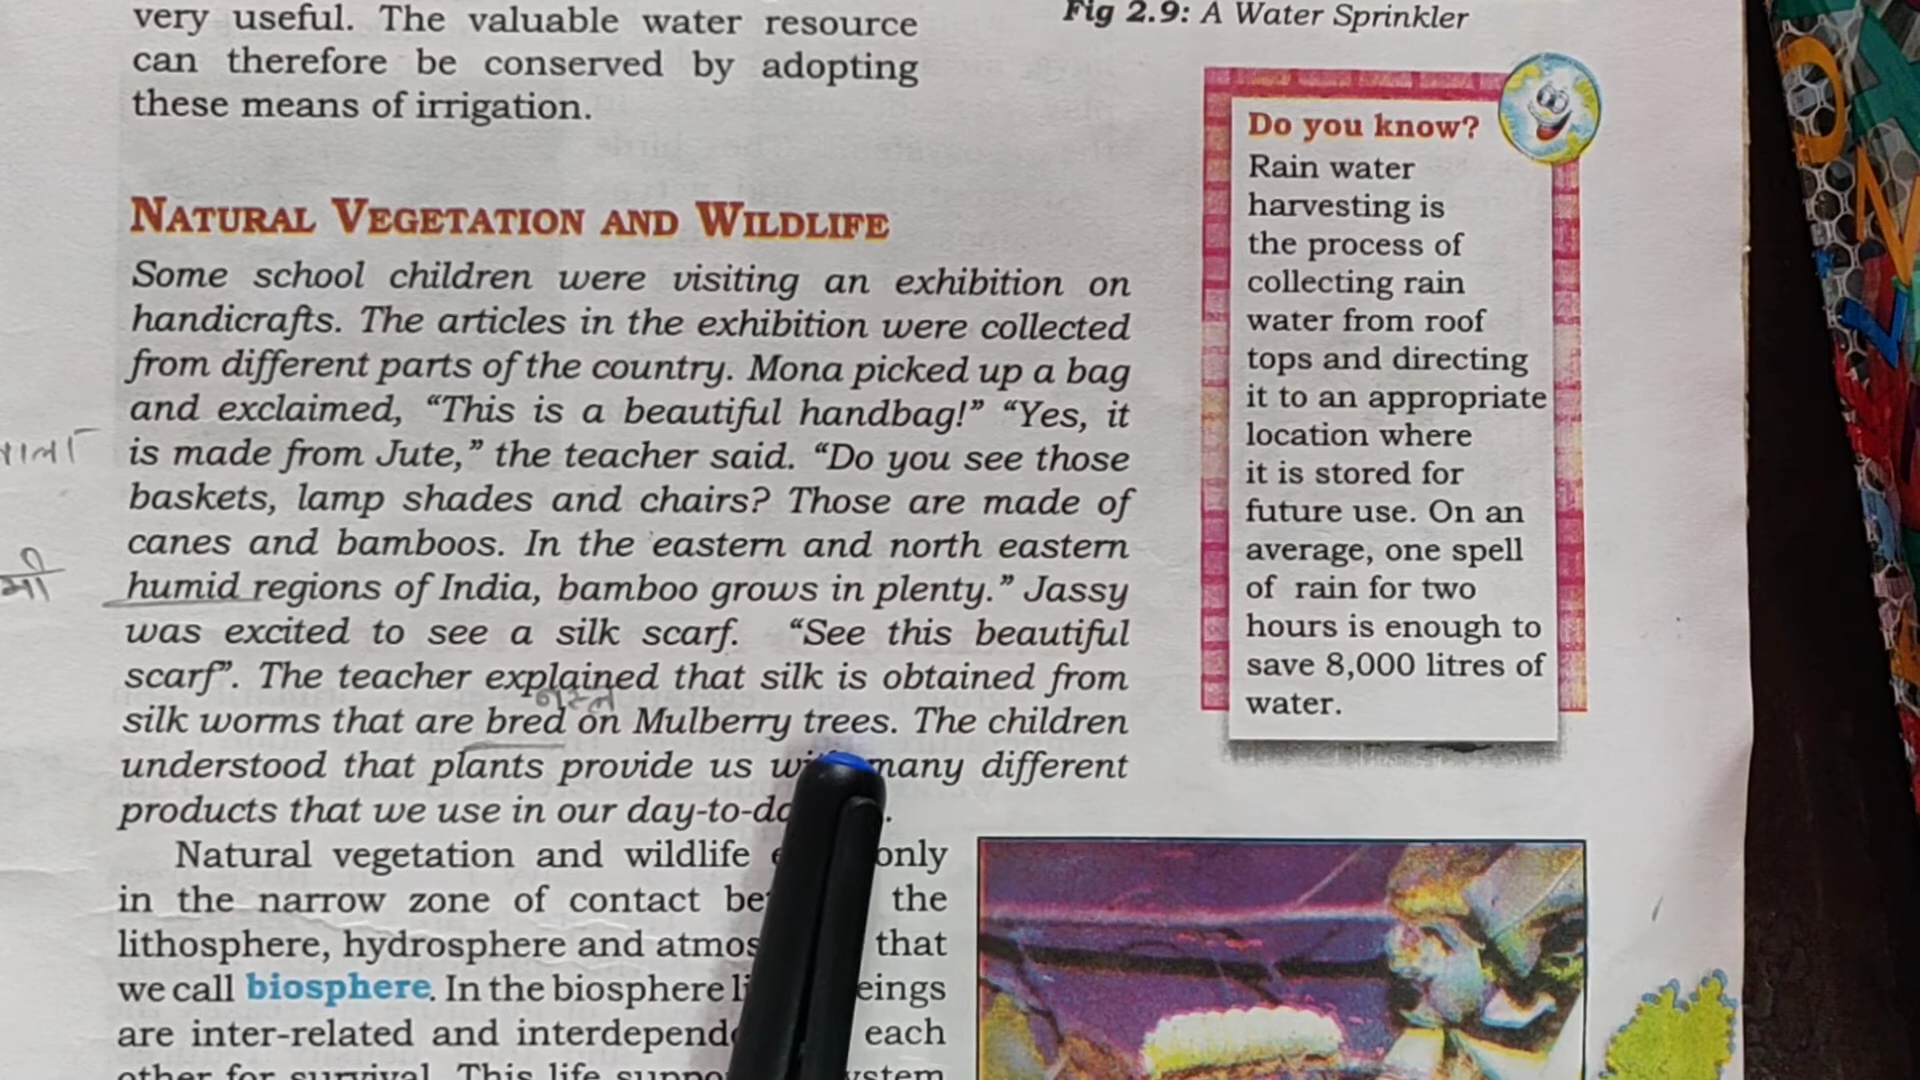 very useful. The valuable water resource
can therefore be conserved by adopting
these means of irrigation.
Fig 2.9: A Water Sprinkler
NATURAL VEGETATION AND WILDLIFE
Some school children were visiting an exhibition on
handicrafts. The articles in the exhibition were collected
from different parts of the country. Mona picked up a bag
and exclaimed, “This is a beautiful handbag!” “Yes, it
is made from Jute,” the teacher said. “Do you see those
baskets, lamp shades and chairs? Those are made of
canes and bamboos. In the eastern and north eastern
humid regions of India, bamboo grows in plenty.” Jassy
was excited to see a silk scarf. “See this beautiful
scarf”. The teacher explained that silk is obtained from
नस्ल
silk worms that are bred on Mulberry trees. The children
understood that plants provide us many different
products that we use in our
Natural vegetation and wildlife only
in the narrow zone of contact the
lithosphere, hydrosphere and that
we call biosphere. In the biosphere
are inter-related and each
other for survival. This life
Do you know?
Rain water
harvesting is
the process of
collecting rain
water from roof
tops and directing
it to an appropriate
location where
it is stored for
future use. On an
average, one spell
of rain for two
hours is enough to
save 8,000 litres of
water.